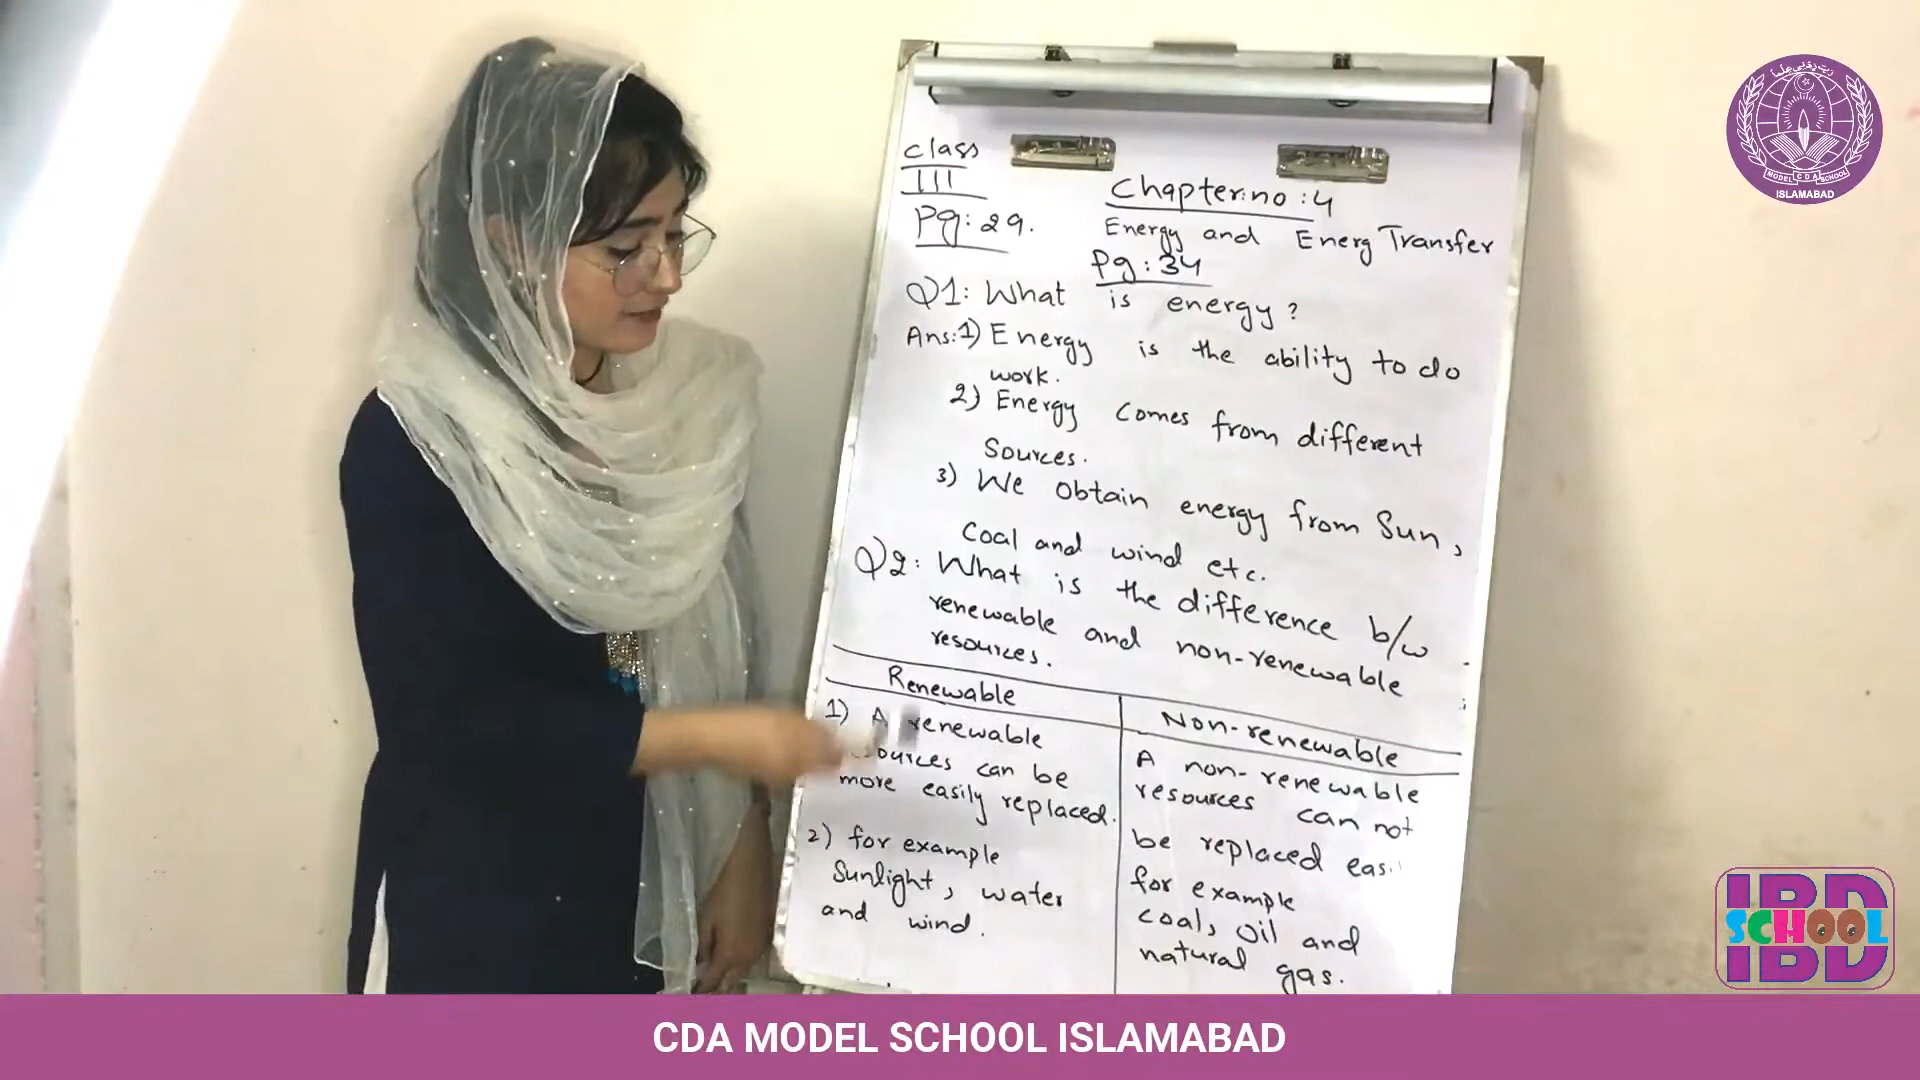 class
III
Pg: 29.
Chapter: no : 4
Energy and Energ Transfer
Pg : 34
Q1: What is energy?
Ans: 1) Energy is the ability to do
work.
2) Energy comes from different
Sources.
3) We obtain energy from Sun,
Coal and wind etc.
Q2: What is the difference b/w
renewable and non-renewable
resources.
Renewable
1) A renewable
can be
more easily replaced.
2) for example
Sunlight, water
and wind.
Non-renewable
A non-renewable
resources can not
be replaced easi
for example
coal, oil and
natural gas.
MODEL CDA SCHOOL
ISLAMABAD
IBD
SCHOOL
IBD
CDA MODEL SCHOOL ISLAMABAD